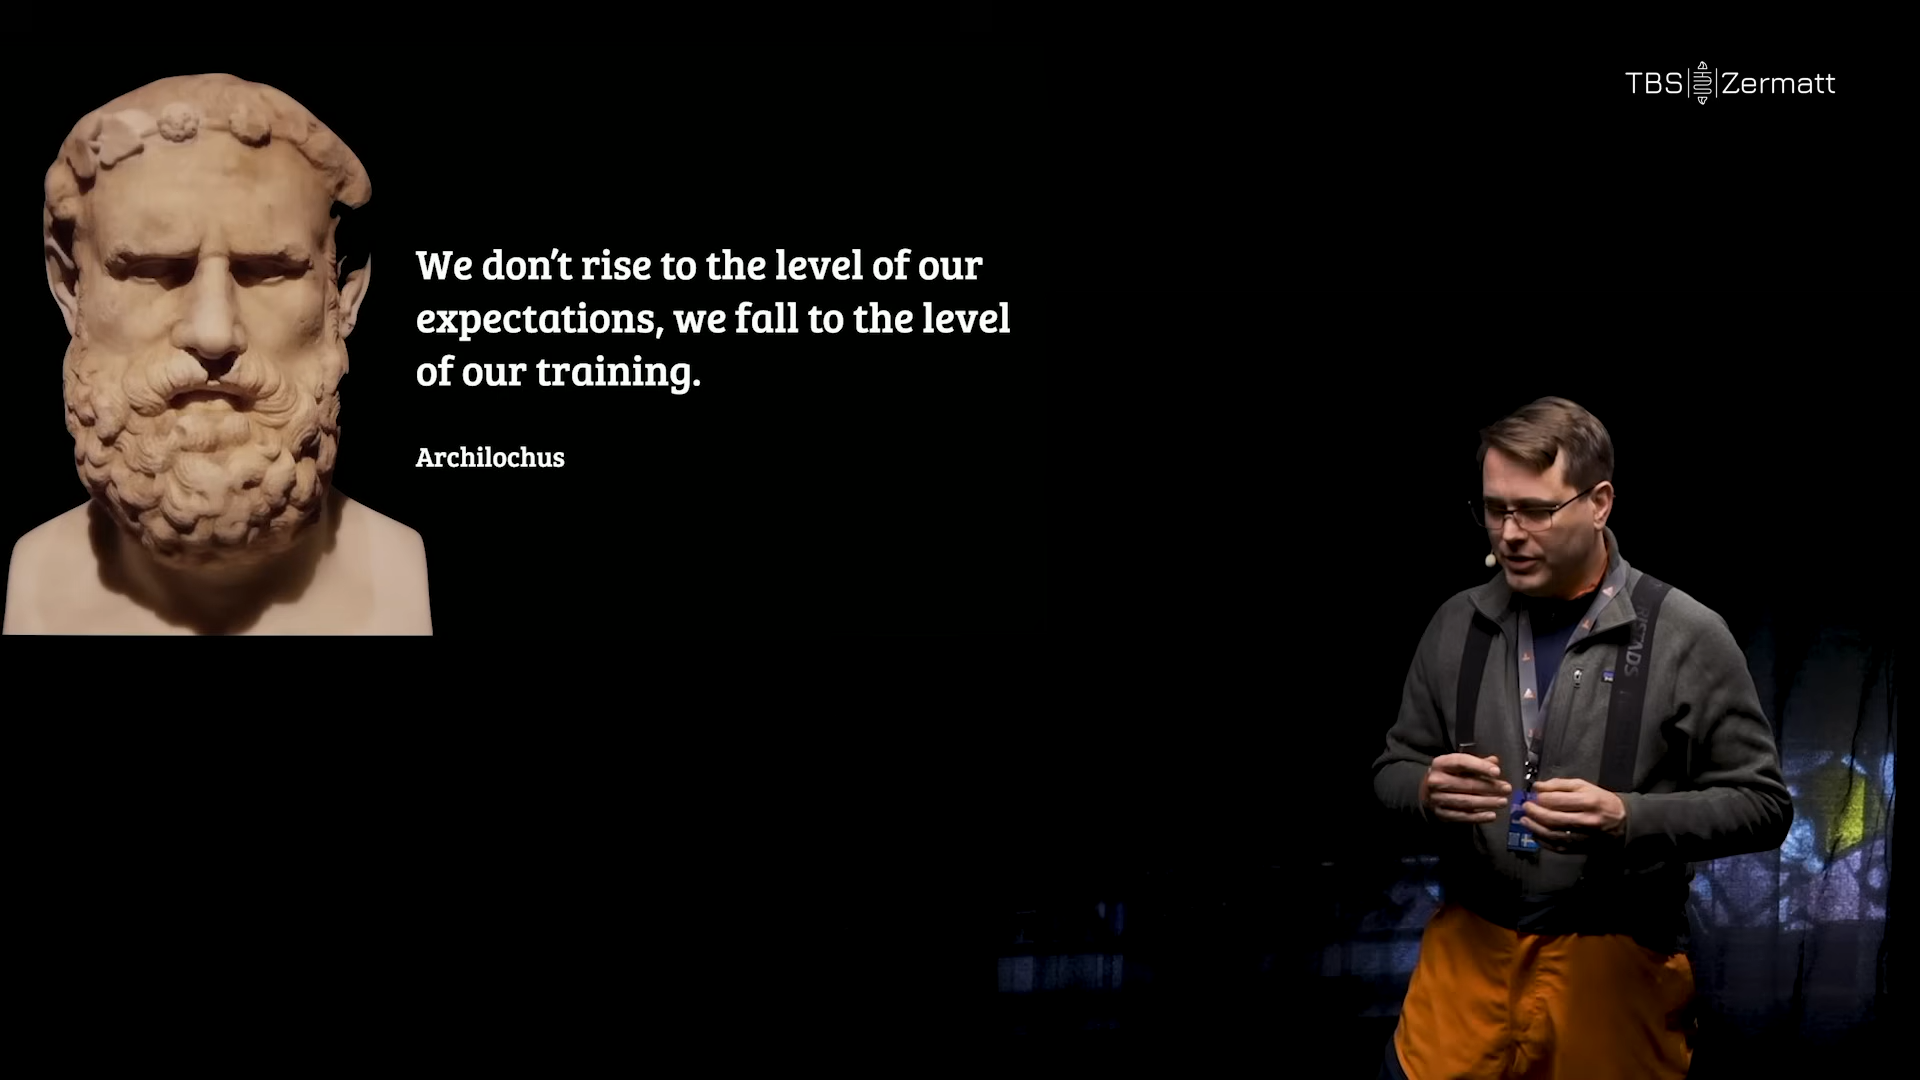 TBS Zermatt
We don't rise to the level of our
expectations, we fall to the level
of our training.
Archilochus